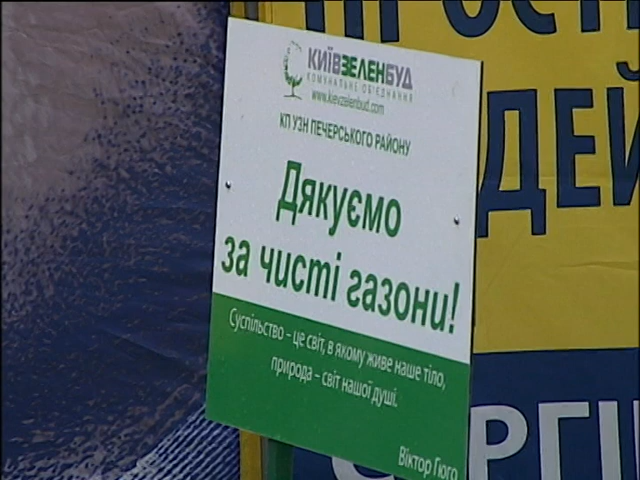 КИЇВЗЕЛЕНБУД
КОМУНАЛЬНЕ ОБ'ЄДНАННЯ
www.kievzelenbud.com
КП УЗН ПЕЧЕРСЬКОГО РАЙОНУ
Дякуємо
за чисті газони!
Суспільство – це світ, в якому живе наше тіло,
природа – світ нашої душі.
Віктор Гюго